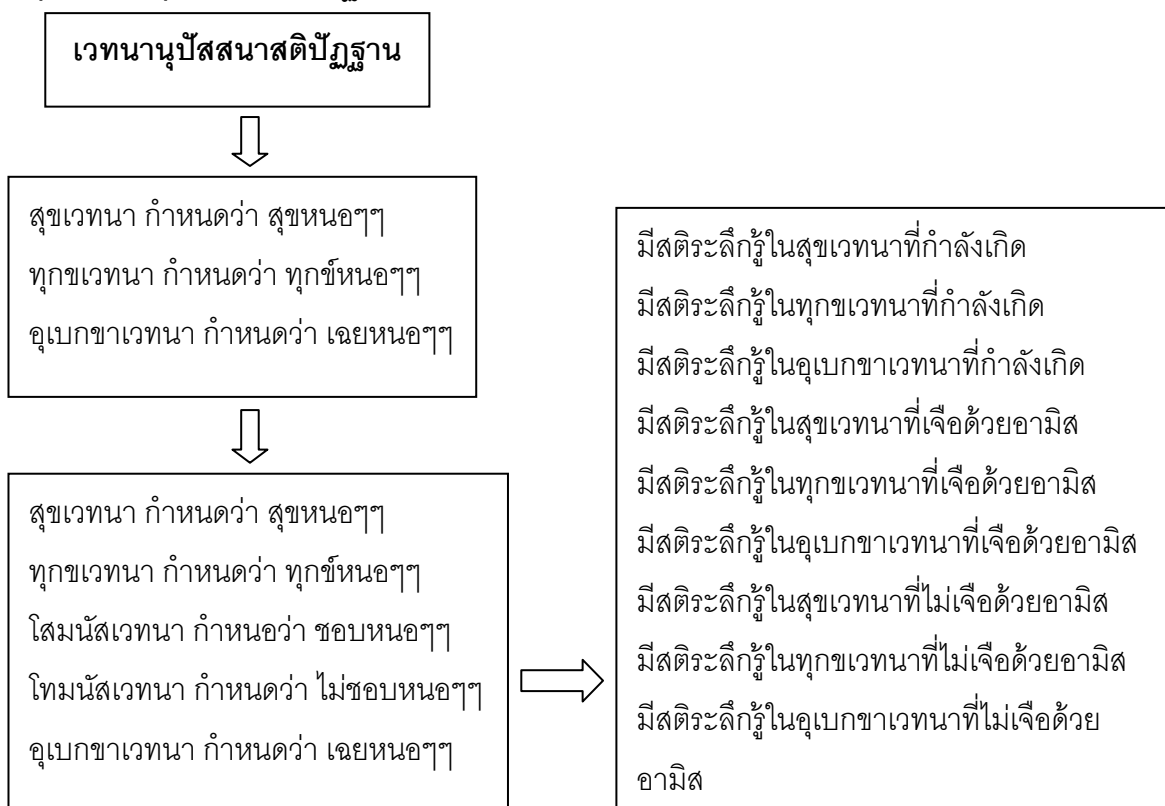 เวทนานุปัสสนาสติปัฏฐาน
สุขเวทนา กำหนดว่า สุขหนอๆๆ
ทุกขเวทนา กำหนดว่า ทุกข์หนอๆๆ
อุเบกขาเวทนา กำหนดว่า เฉยหนอๆๆ
สุขเวทนา กำหนดว่า สุขหนอๆๆ
ทุกขเวทนา กำหนดว่า ทุกข์หนอๆๆ
โสมนัสเวทนา กำหนอว่า ชอบหนอๆๆ
โทมนัสเวทนา กำหนดว่า ไม่ชอบหนอๆๆ
อุเบกขาเวทนา กำหนดว่า เฉยหนอๆๆ
มีสติระลึกรู้ในสุขเวทนาที่กำลังเกิด
มีสติระลึกรู้ในทุกขเวทนาที่กำลังเกิด
มีสติระลึกรู้ในอุเบกขาเวทนาที่กำลังเกิด
มีสติระลึกรู้ในสุขเวทนาที่เจือด้วยอามิส
มีสติระลึกรู้ในทุกขเวทนาที่เจือด้วยอามิส
มีสติระลึกรู้ในอุเบกขาเวทนาที่เจือด้วยอามิส
มีสติระลึกรู้ในสุขเวทนาที่ไม่เจือด้วยอามิส
มีสติระลึกรู้ในทุกขเวทนาที่ไม่เจือด้วยอามิส
มีสติระลึกรู้ในอุเบกขาเวทนาที่ไม่เจือด้วย
อามิส